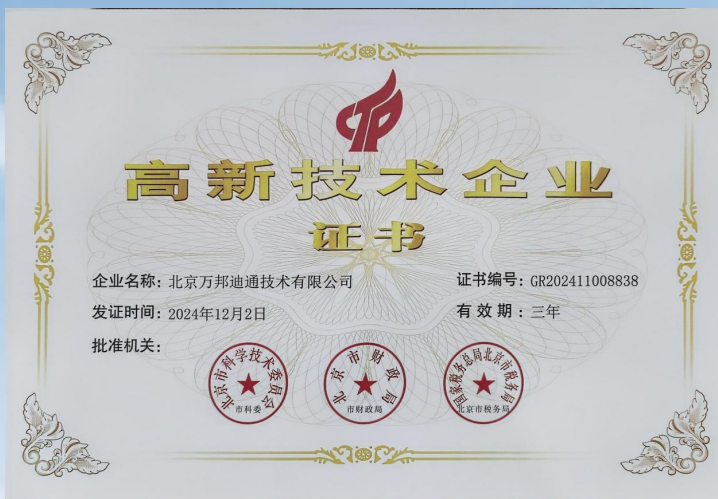 高新技术企业
证书
企业名称：北京万邦迪通技术有限公司
证书编号：GR202411008838
发证时间：2024年12月2日
有效期：三年
批准机关：
北京市科学技术委员会
市科委
北京市财政局
市财政局
国家税务总局北京市税务局
北京市税务局